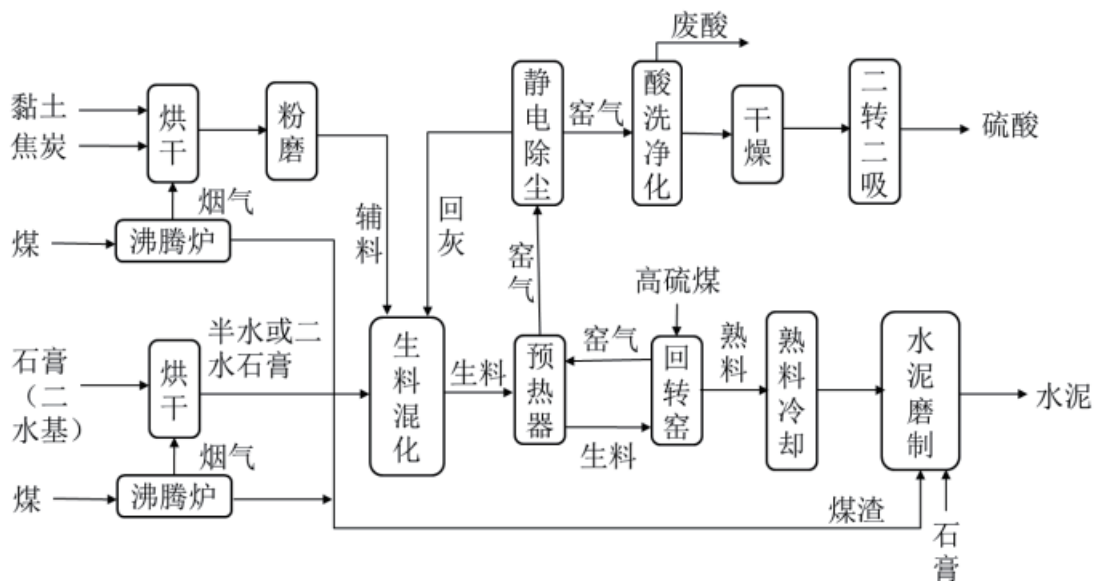 黏土
焦炭
烘干
粉磨
烟气
煤
沸腾炉
辅料
回灰
静电除尘
窑气
酸洗净化
废酸
干燥
二转二吸
硫酸
窑气
高硫煤
石膏
（二
水基）
烘干
半水或二
水石膏
生料混化
生料
预热器
窑气
生料
回转窑
熟料
熟料冷却
水泥磨制
水泥
烟气
煤
沸腾炉
煤渣
石膏